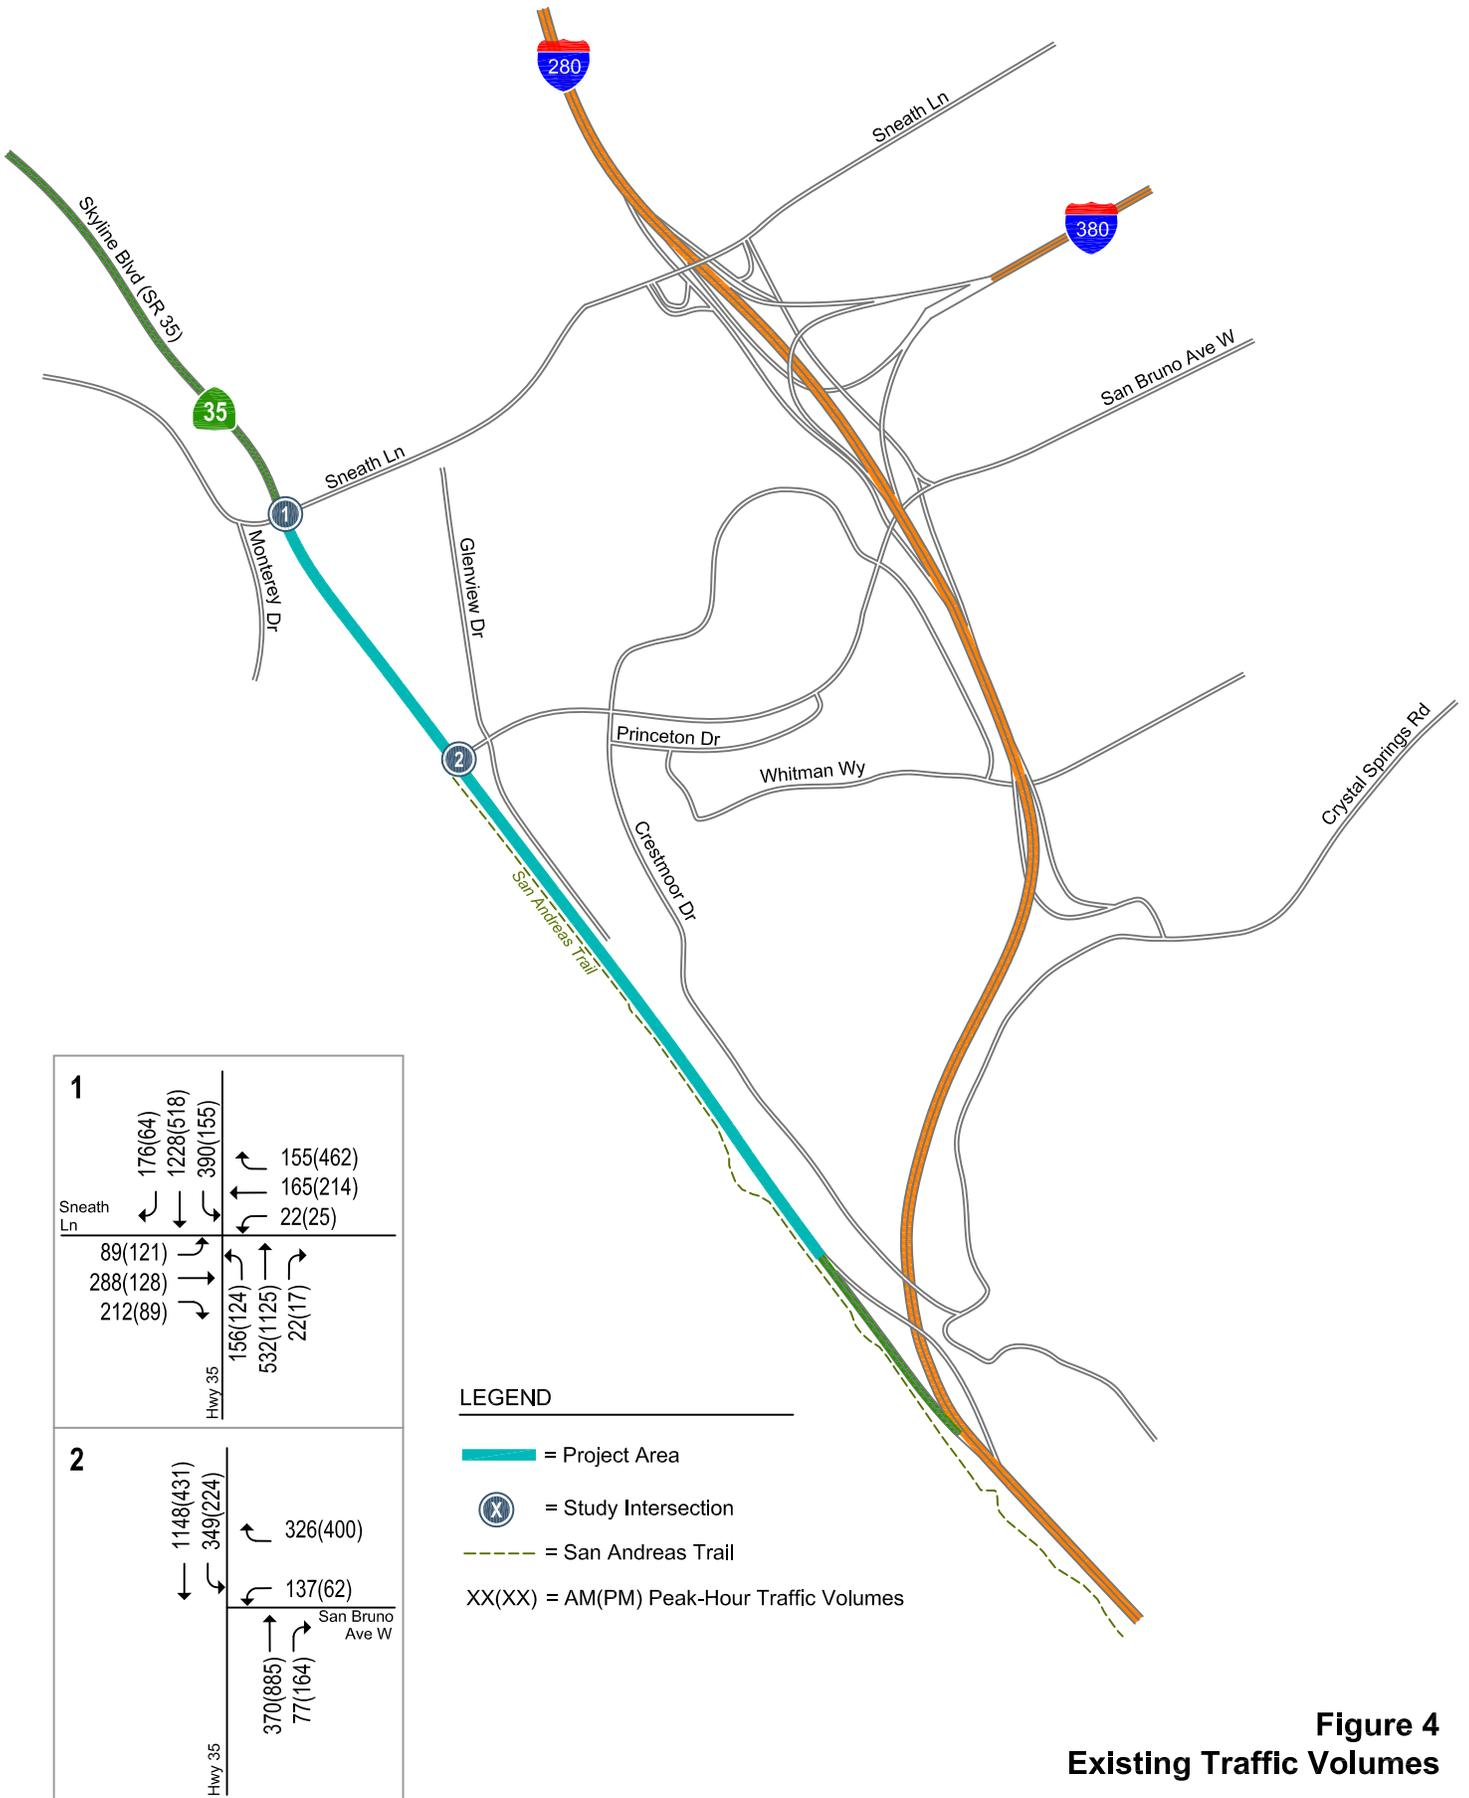 280
Sneath Ln
380
Skyline Blvd (SR 35)
San Bruno Ave W
35
Sneath Ln
1
Monterey Dr
Glenview Dr
Princeton Dr
2
Whitman Wy
Crystal Springs Rd
Crestmoor Dr
San Andreas Trail
1
176(64)
1228(518)
390(155)
155(462)
165(214)
22(25)
Sneath
Ln
89(121)
288(128)
212(89)
156(124)
532(1125)
22(17)
Hwy 35
2
1148(431)
349(224)
326(400)
137(62)
San Bruno
Ave W
370(885)
77(164)
Hwy 35
LEGEND
= Project Area
X = Study Intersection
= San Andreas Trail
XX(XX) = AM(PM) Peak-Hour Traffic Volumes
Figure 4
Existing Traffic Volumes